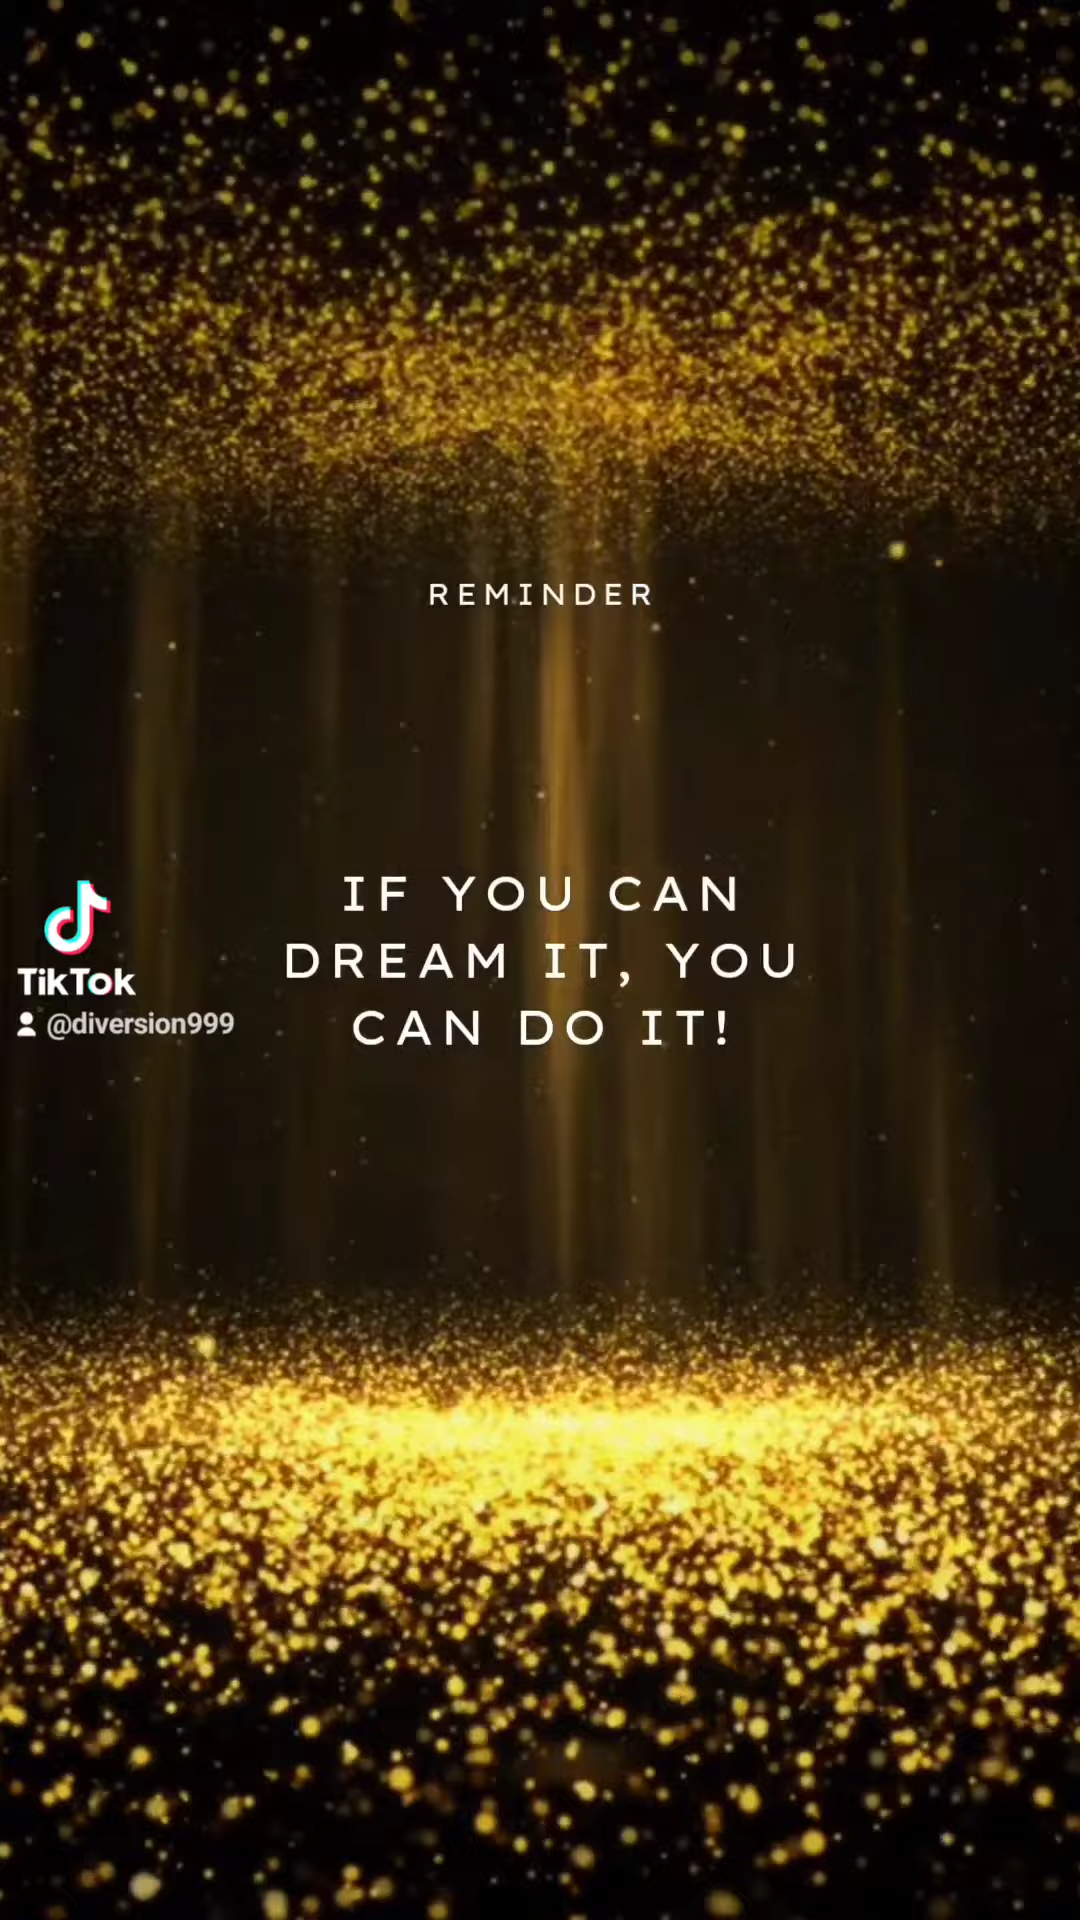 REMINDER
IF YOU CAN
DREAM IT, YOU
CAN DO IT!
TikTok
@diversion999